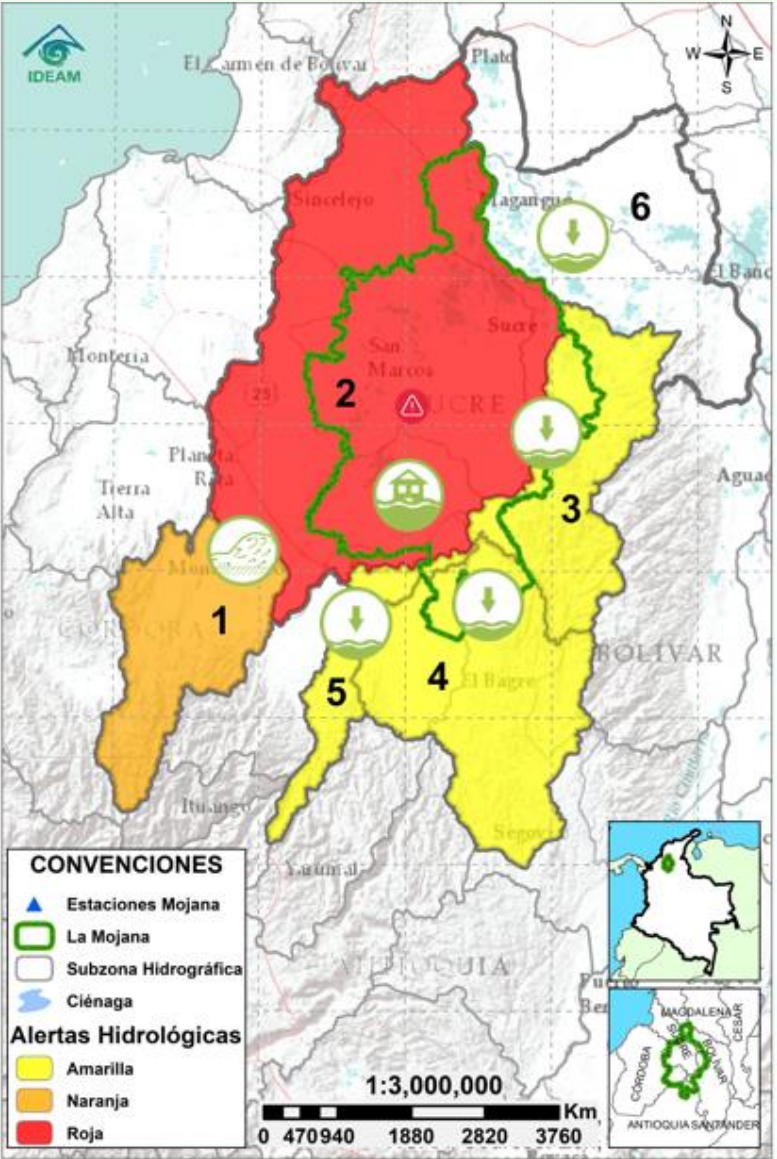 IDEAM
N
W
E
S
El Carmen de Bolívar
Plato
Sincelejo
Magangué
6
El Banc
Montería
San
Marcos
Sucre
2
SUCRE
25
Planeta
Rica
Tierra
Alta
Aguac
3
1
CÓRDOBA
BOLÍVAR
4
El Bagre
5
Ituango
Segovia
Yarumal
ANTIOQUIA
Puerto
Ber
CONVENCIONES
Estaciones Mojana
La Mojana
Subzona Hidrográfica
Ciénaga
Alertas Hidrológicas
Amarilla
Naranja
Roja
1:3,000,000
Km
0 470 940 1880 2820 3760
MAGDALENA
CESAR
SUCRE
BOLÍVAR
CÓRDOBA
ANTIOQUIA
SANTANDER